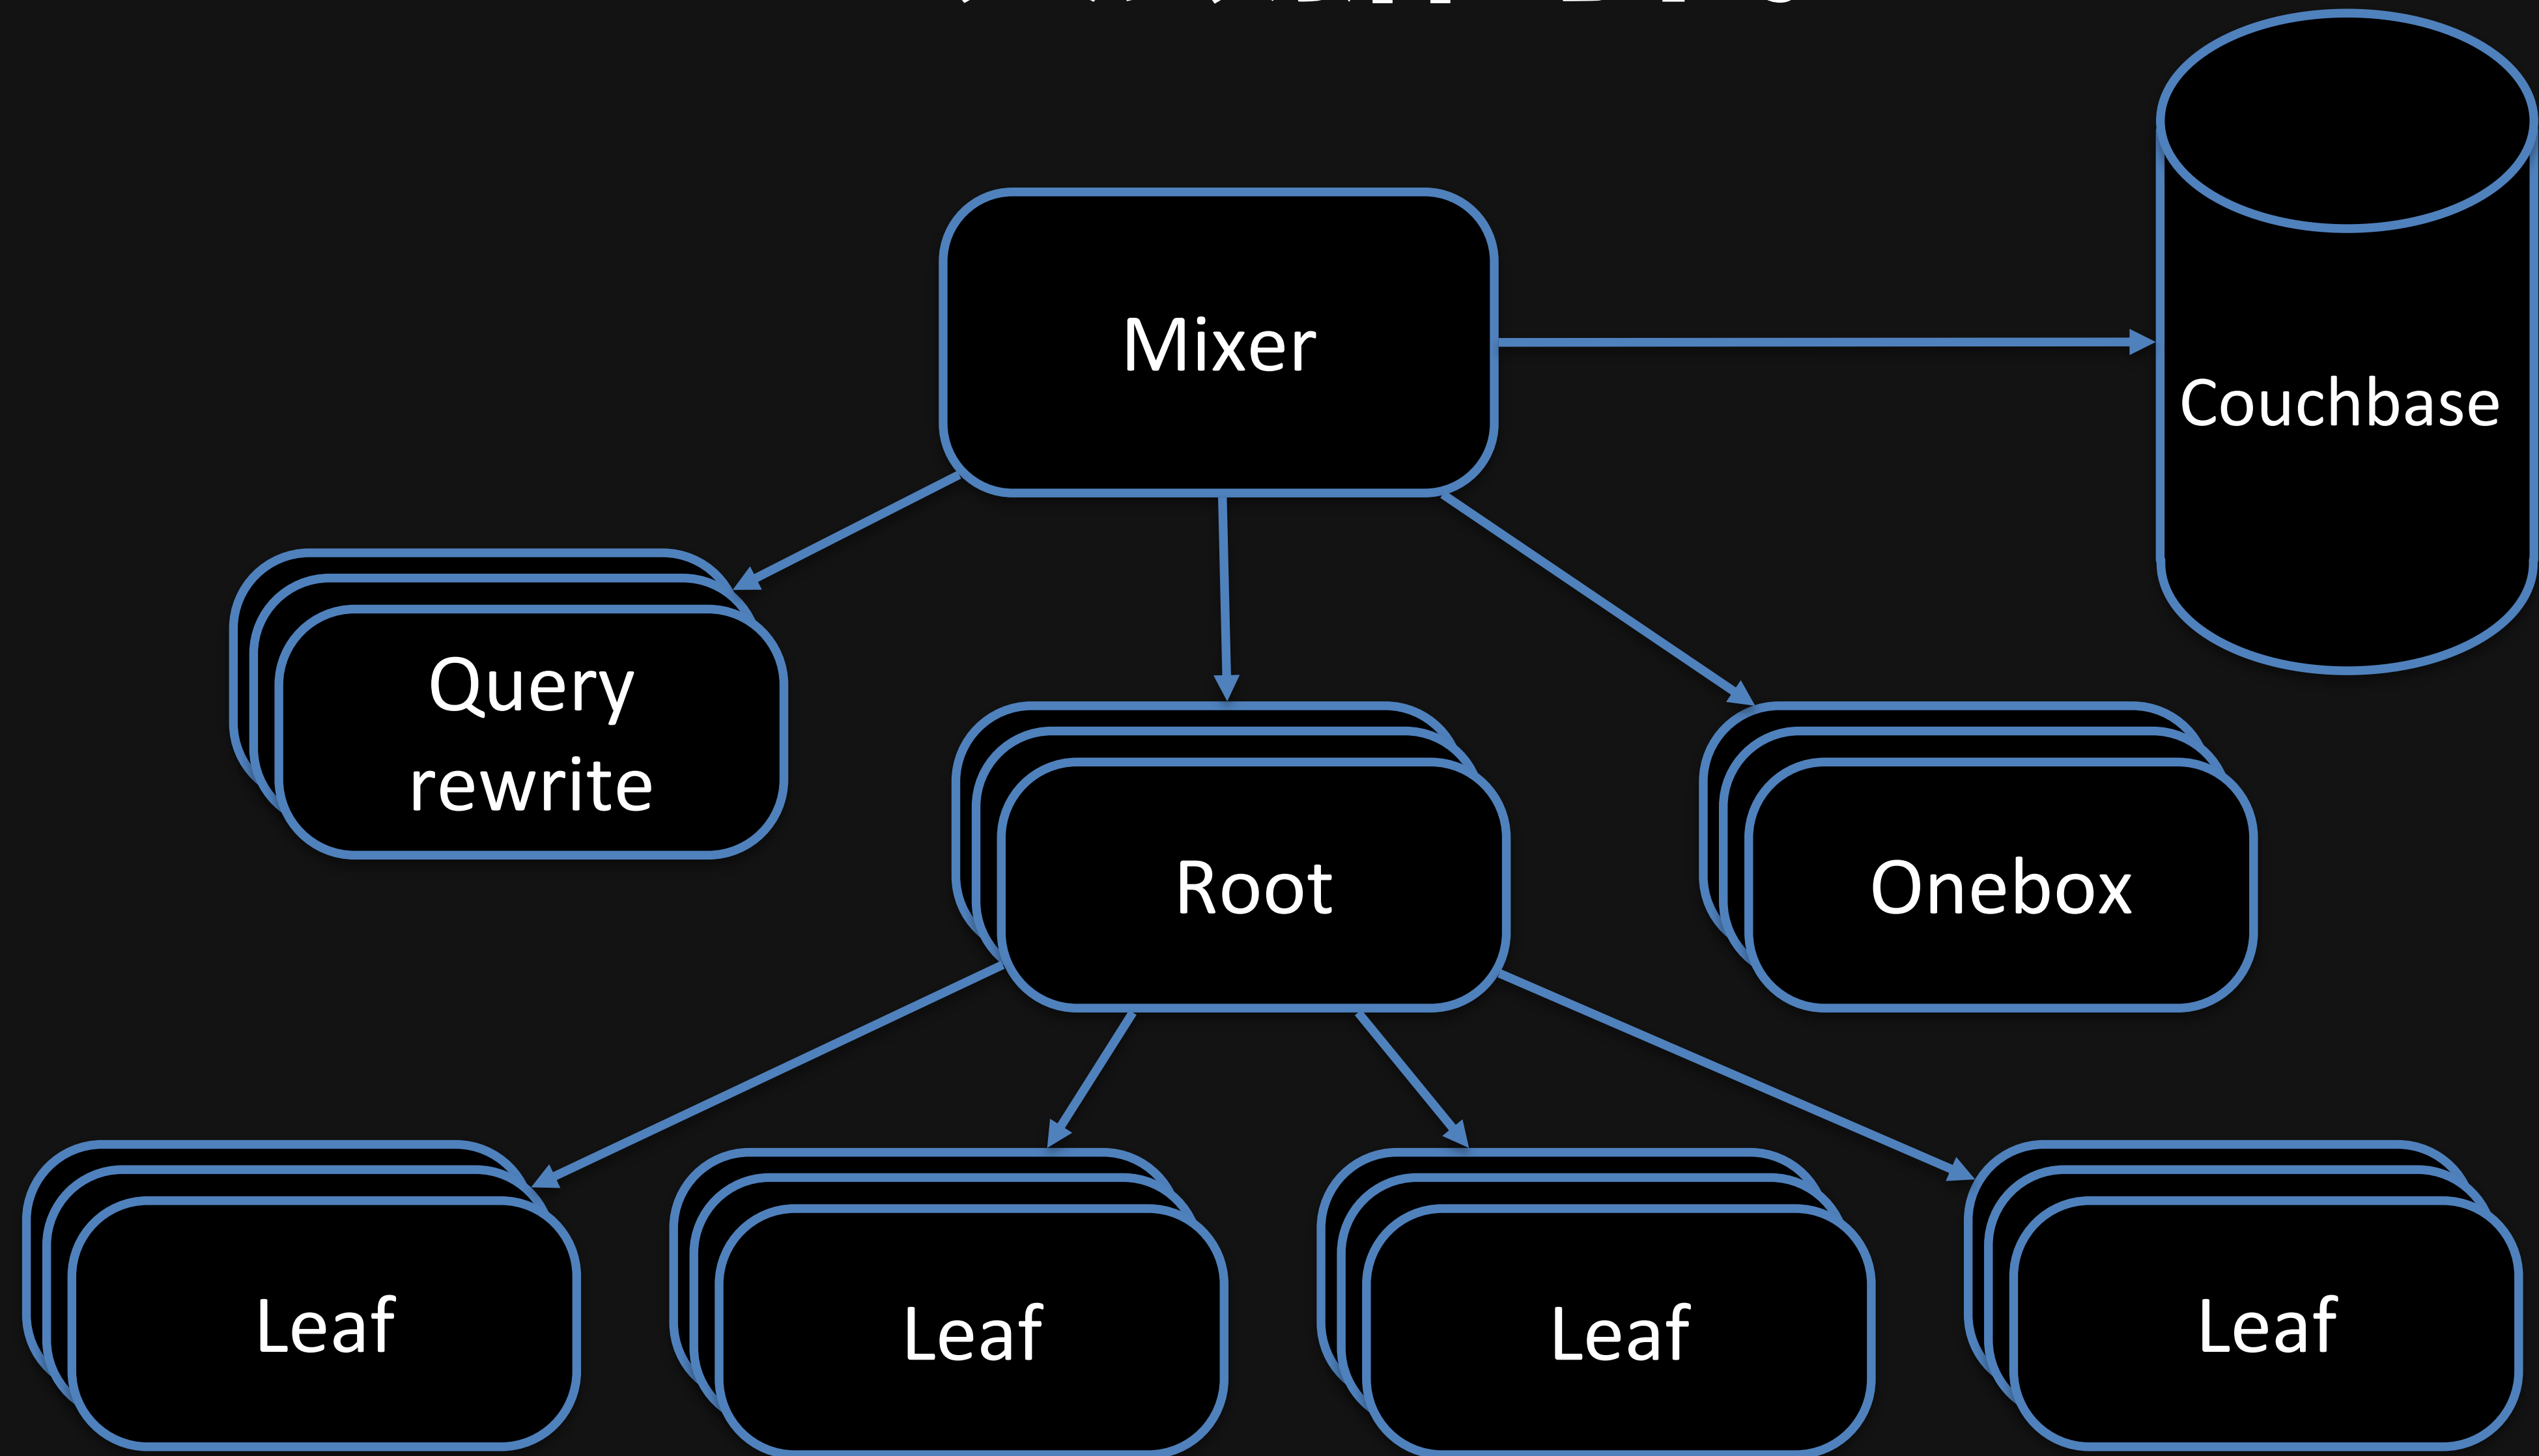 Mixer
Couchbase
Query
rewrite
Root
Onebox
Leaf
Leaf
Leaf
Leaf